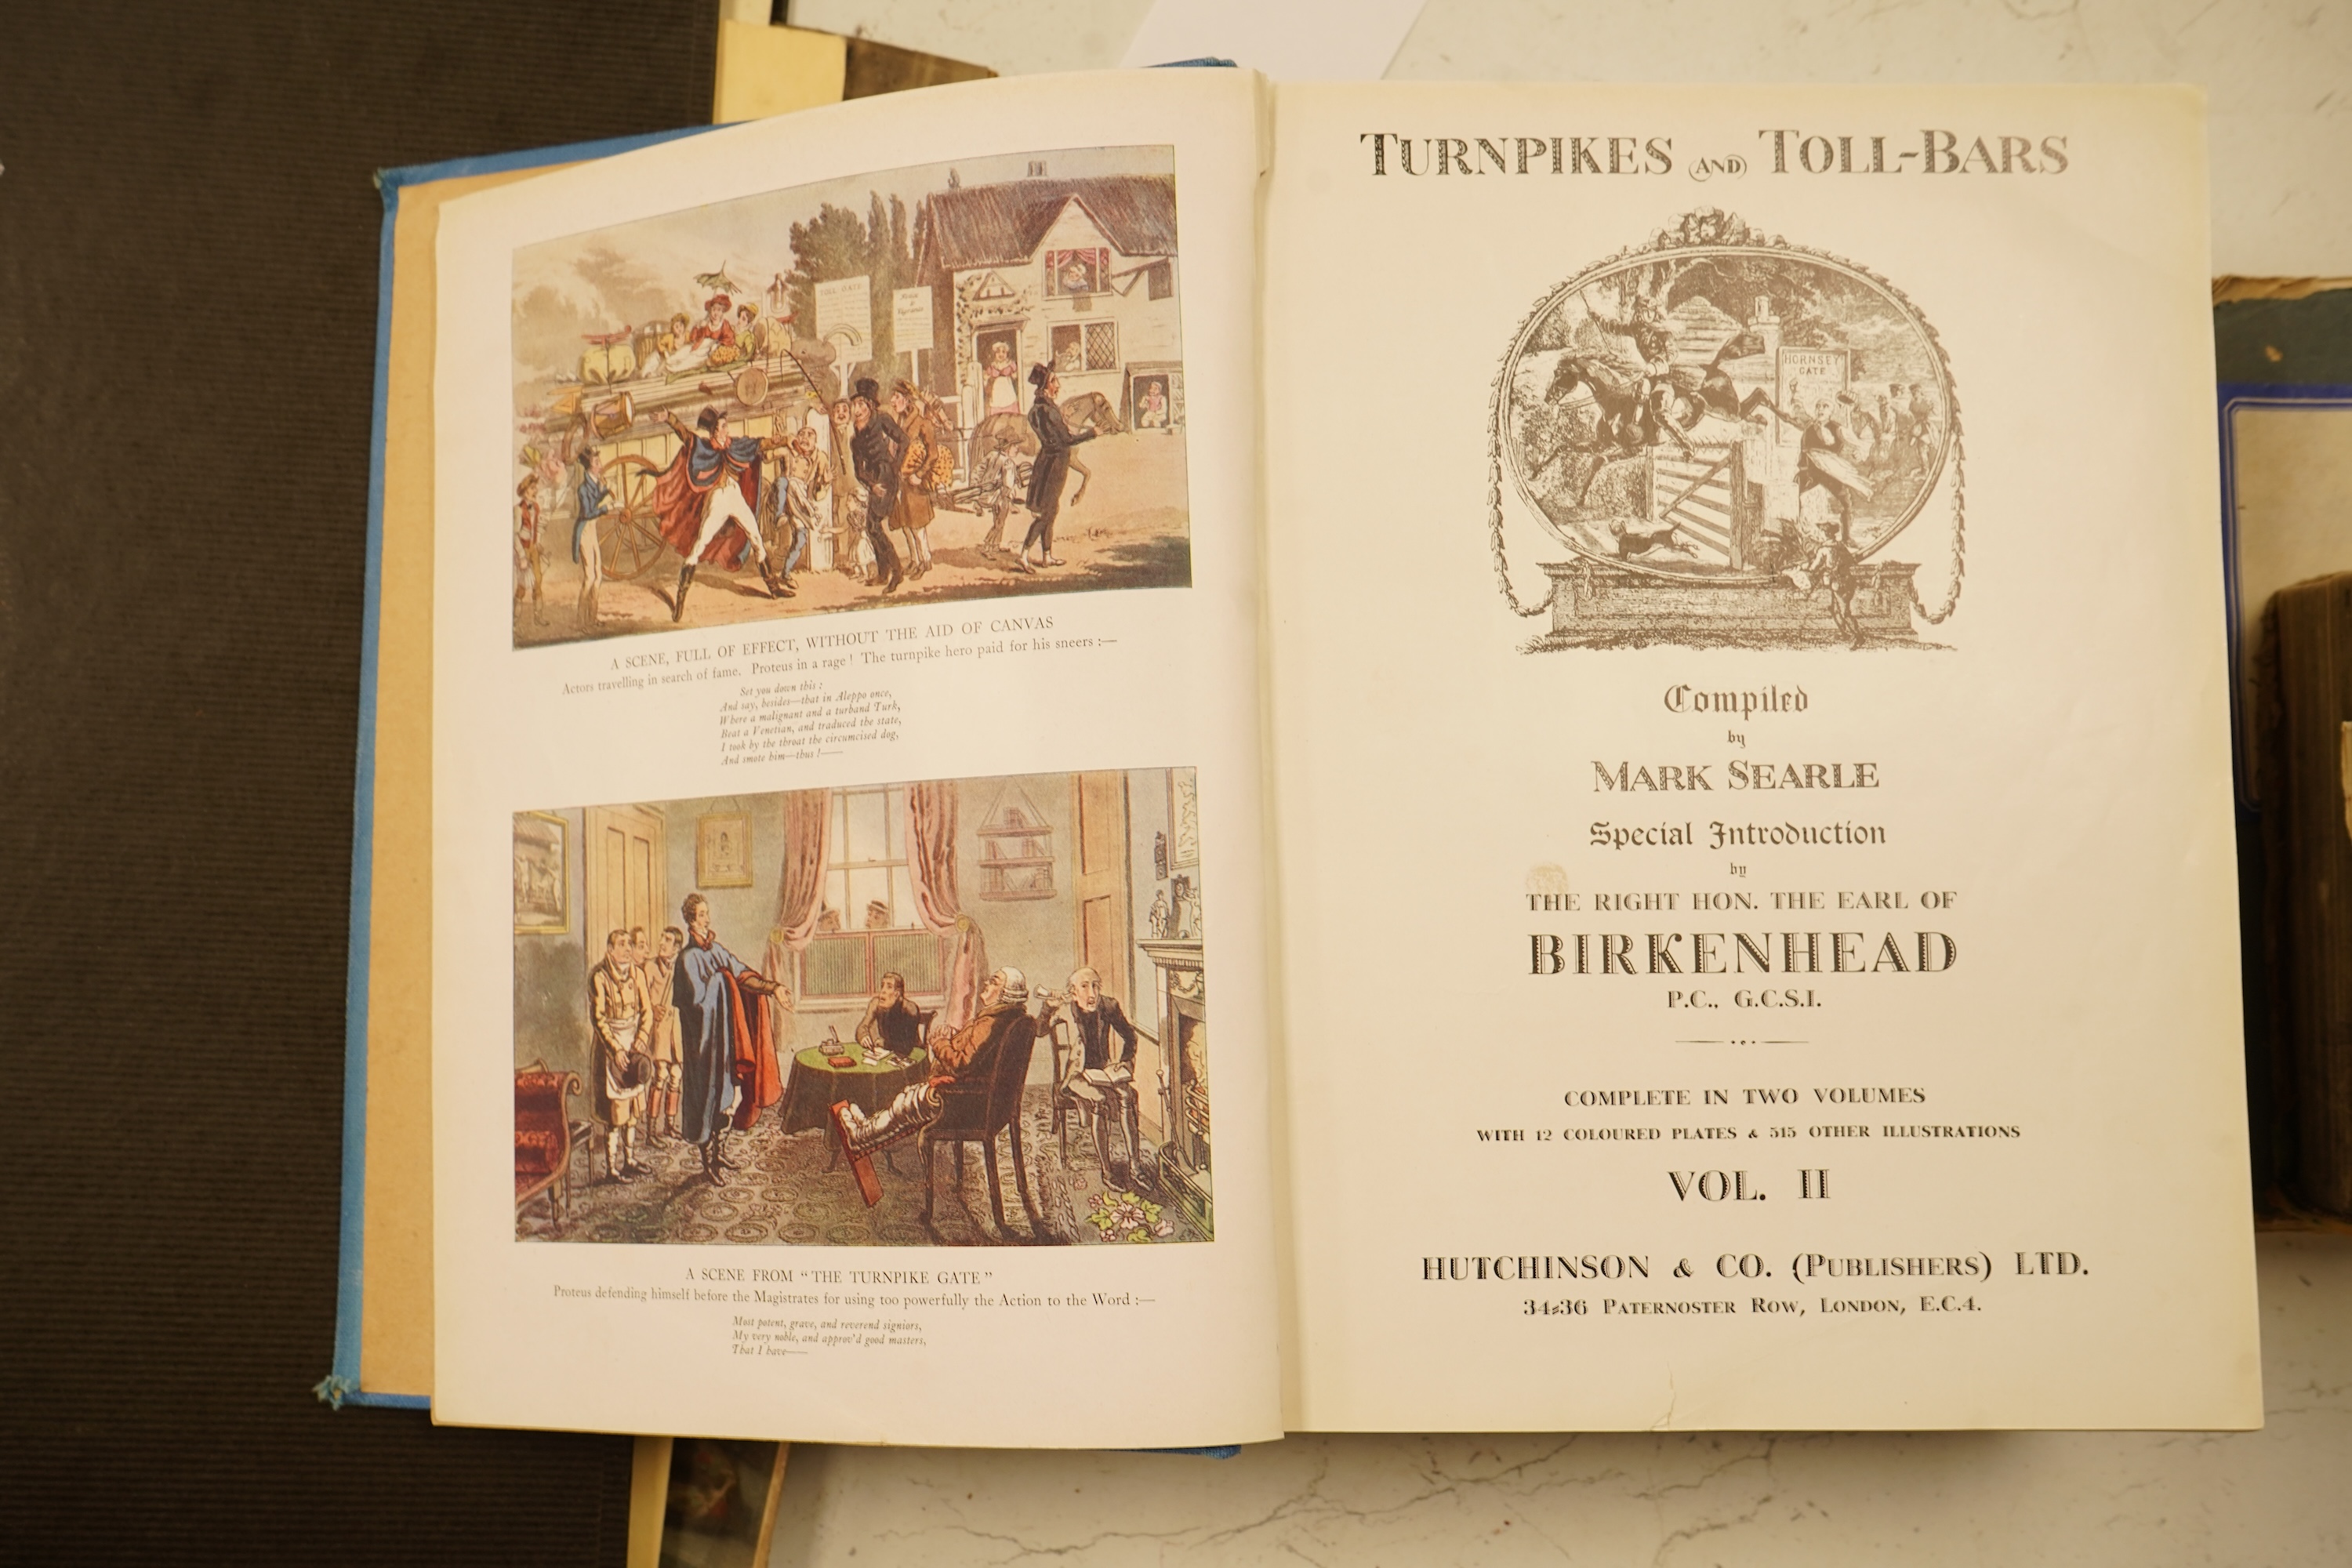 TOLL GATE
A SCENE, FULL OF EFFECT, WITHOUT THE AID OF CANVAS
Actors travelling in search of fame. Proteus in a rage! The turnpike hero paid for his sneers:—
Set you down this:
And say, besides—that in Aleppo once,
Where a malignant and a turband Turk,
Beat a Venetian, and traduced the state,
I took by the throat the circumcised dog,
And smote him—thus!—
A SCENE FROM “THE TURNPIKE GATE”
Proteus defending himself before the Magistrates for using too powerfully the Action to the Word:—
Most potent, grave, and reverend signiors,
My very noble, and approv'd good masters,
That I have—
TURNPIKES AND TOLL-BARS
HORNSEY
GATE
Compiled
by
MARK SEARLE
Special Introduction
by
THE RIGHT HON. THE EARL OF
BIRKENHEAD
P.C., G.C.S.I.
COMPLETE IN TWO VOLUMES
WITH 12 COLOURED PLATES & 515 OTHER ILLUSTRATIONS
VOL. II
HUTCHINSON & CO. (PUBLISHERS) LTD.
34-36 PATERNOSTER ROW, LONDON, E.C.4.